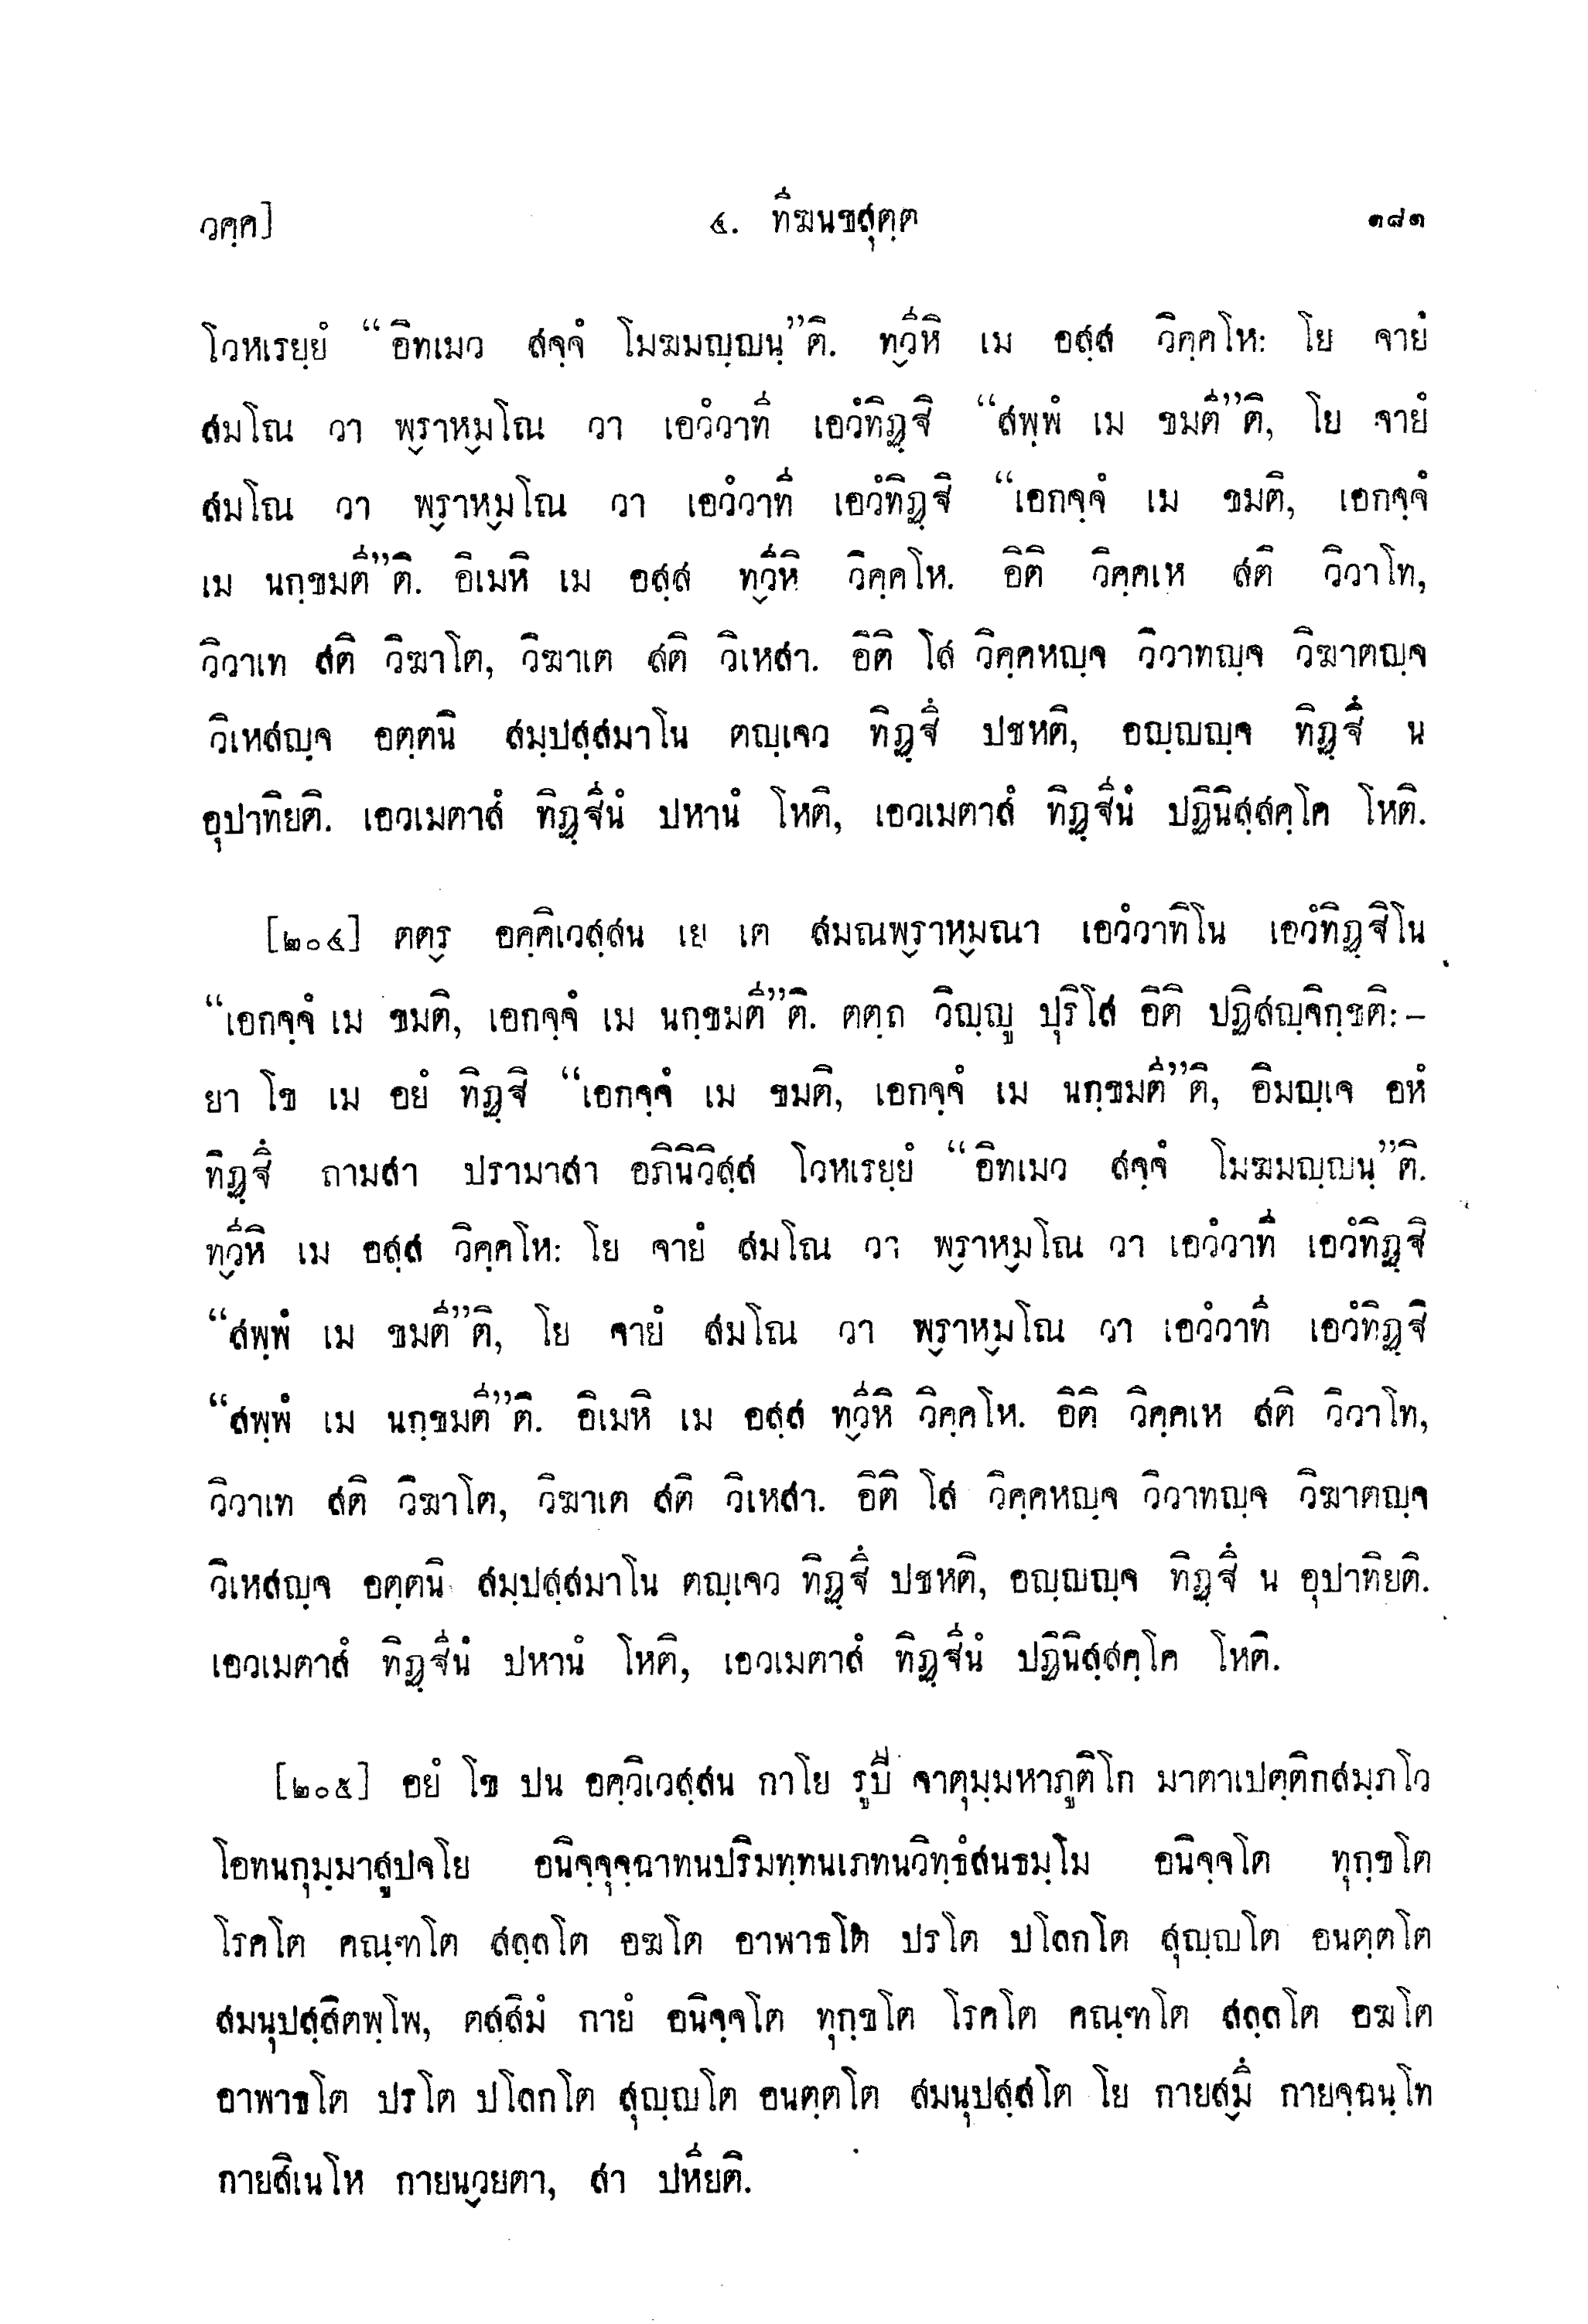 วคฺค]	๔. ทีฆนขสุตฺต	๑๘๑
โวหเรยฺยํ “อิทเมว สจฺจํ โมฆมญฺญนฺ”ติ. ทฺวีหิ เม อสฺส วิคฺคโห: โย จายํ
สมโณ วา พฺราหฺมโณ วา เอวํวาที เอวํทิฏฺฐิ “สพฺพํ เม ขมตี”ติ, โย จายํ
สมโณ วา พฺราหฺมโณ วา เอวํวาที เอวํทิฏฺฐิ “เอกจฺจํ เม ขมติ, เอกจฺจํ
เม นกฺขมตี”ติ. อิเมหิ เม อสฺส ทฺวีหิ วิคฺคโห. อิติ วิคฺคเห สติ วิวาโท,
วิวาเท สติ วิฆาโต, วิฆาเต สติ วิเหสา. อิติ โส วิคฺคหญฺจ วิวาทญฺจ วิฆาตญฺจ
วิเหสญฺจ อตฺตนิ สมฺปสฺสมาโน ตญฺเจว ทิฏฺฐึ ปชหติ, อญฺญญฺจ ทิฏฺฐึ น
อุปาทิยติ. เอวเมตาสํ ทิฏฺฐีนํ ปหานํ โหติ, เอวเมตาสํ ทิฏฺฐีนํ ปฏินิสฺสคฺโค โหติ.
[๒๐๔] ตตฺร อคฺคิเวสฺสน เย เต สมณพฺราหฺมณา เอวํวาทิโน เอวํทิฏฺฐิโน
“เอกจฺจํ เม ขมติ, เอกจฺจํ เม นกฺขมตี”ติ. ตตฺถ วิญฺญู ปุริโส อิติ ปฏิสญฺจิกฺขติ:–
ยา โข เม อยํ ทิฏฺฐิ “เอกจฺจํ เม ขมติ, เอกจฺจํ เม นกฺขมตี”ติ, อิมญฺเจ อหํ
ทิฏฺฐึ ถามสา ปรามาสา อภินิวิสฺส โวหเรยฺยํ “อิทเมว สจฺจํ โมฆมญฺญนฺ”ติ.
ทฺวีหิ เม อสฺส วิคฺคโห: โย จายํ สมโณ วา พฺราหฺมโณ วา เอวํวาที เอวํทิฏฺฐิ
“สพฺพํ เม ขมตี”ติ, โย จายํ สมโณ วา พฺราหฺมโณ วา เอวํวาที เอวํทิฏฺฐิ
“สพฺพํ เม นกฺขมตี”ติ. อิเมหิ เม อสฺส ทฺวีหิ วิคฺคโห. อิติ วิคฺคเห สติ วิวาโท,
วิวาเท สติ วิฆาโต, วิฆาเต สติ วิเหสา. อิติ โส วิคฺคหญฺจ วิวาทญฺจ วิฆาตญฺจ
วิเหสญฺจ อตฺตนิ สมฺปสฺสมาโน ตญฺเจว ทิฏฺฐึ ปชหติ, อญฺญญฺจ ทิฏฺฐึ น อุปาทิยติ.
เอวเมตาสํ ทิฏฺฐีนํ ปหานํ โหติ, เอวเมตาสํ ทิฏฺฐีนํ ปฏินิสฺสคฺโค โหติ.
[๒๐๕] อยํ โข ปน อคฺวิเวสฺสน กาโย รูปี จาตุมฺมหาภูติโก มาตาเปตฺติกสมฺภโว
โอทนกุมฺมาสูปจโย อนิจฺจุจฺฉาทนปริมทฺทนเภทนวิทฺธํสนธมฺโม อนิจฺจโต ทุกฺขโต
โรคโต คณฺฑโต สลฺลโต อฆโต อาพาธโต ปรโต ปโลกโต สุญฺญโต อนตฺตโต
สมนุปสฺสิตพฺโพ, ตสฺสิมํ กายํ อนิจฺจโต ทุกฺขโต โรคโต คณฺฑโต สลฺลโต อฆโต
อาพาธโต ปรโต ปโลกโต สุญฺญโต อนตฺตโต สมนุปสฺสโต โย กายสฺมึ กายจฺฉนฺโท
กายสิเนโห กายนฺวยตา, สา ปหียติ.